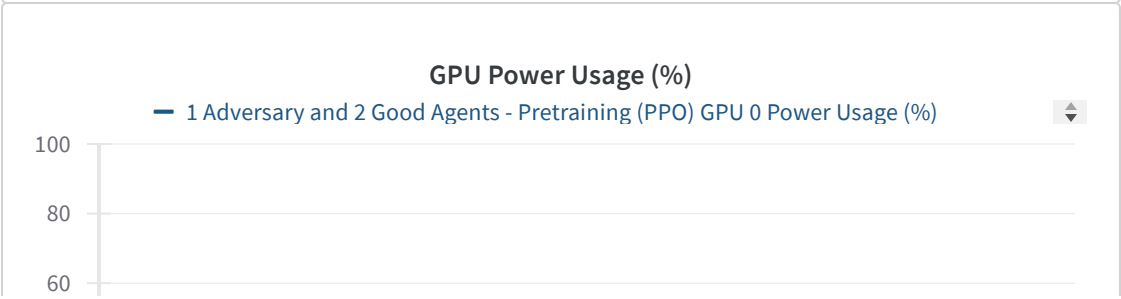 GPU Power Usage (%)
1 Adversary and 2 Good Agents - Pretraining (PPO) GPU 0 Power Usage (%)
100
80
60